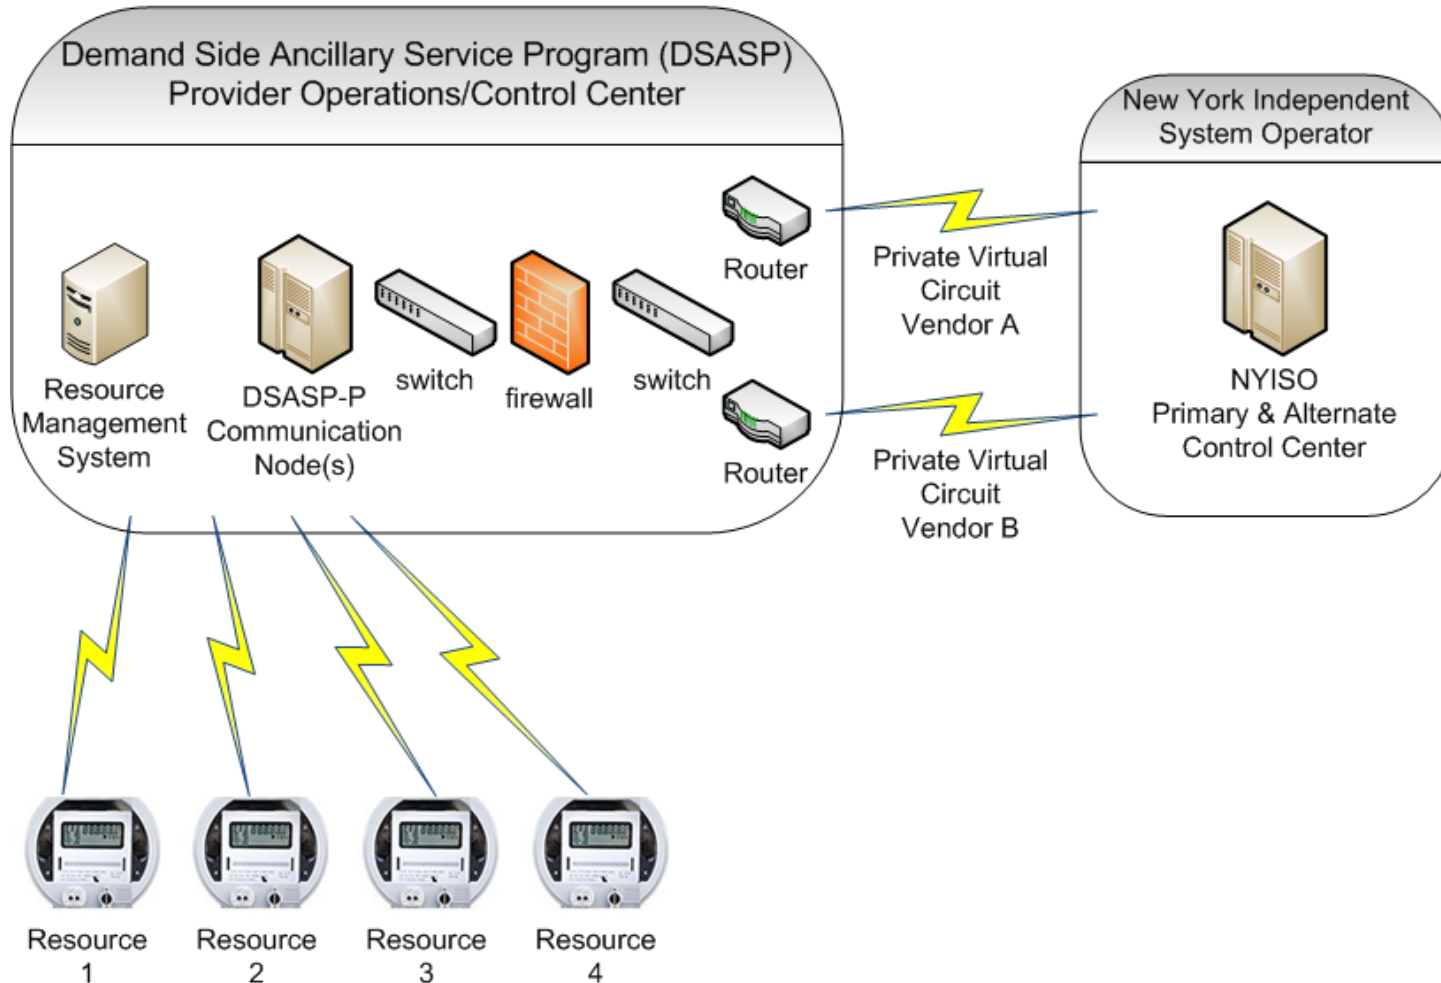 Demand Side Ancillary Service Program (DSASP)
Provider Operations/Control Center
New York Independent
System Operator
Router
Private Virtual
Circuit
Vendor A
Resource
Management
System
DSASP-P
Communication
Node(s)
switch
firewall
switch
Router
Private Virtual
Circuit
Vendor B
NYISO
Primary & Alternate
Control Center
Resource
1
Resource
2
Resource
3
Resource
4